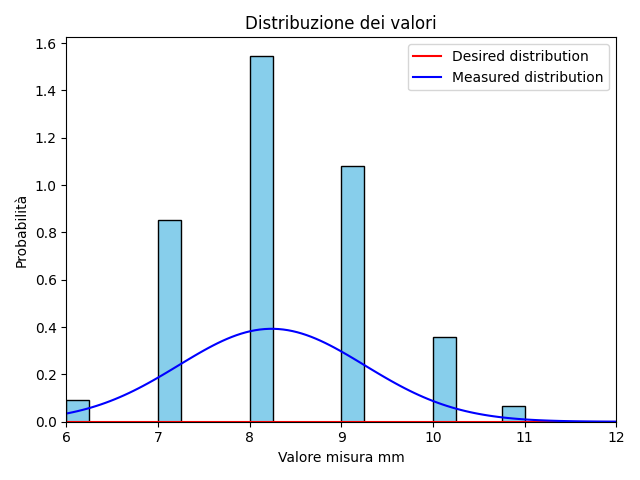 Distribuzione dei valori
Desired distribution
Measured distribution
Probabilità
1.6
1.4
1.2
1.0
0.8
0.6
0.4
0.2
0.0
6 7 8 9 10 11 12
Valore misura mm